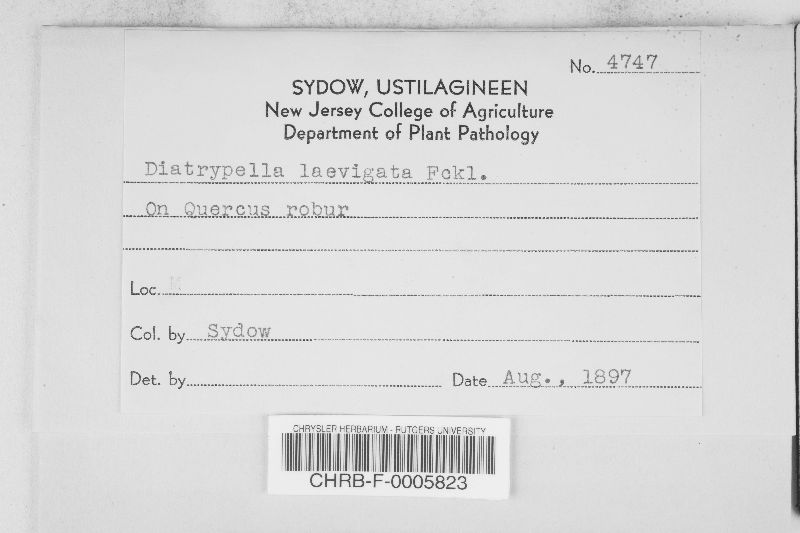 No. 4747
SYDOW, USTILAGINEEN
New Jersey College of Agriculture
Department of Plant Pathology
Diatrypella laevigata Fckl.
On Quercus robur
Loc. M
Col. by Sydow
Det. by Date Aug., 1897
CHRYSLER HERBARIUM - RUTGERS UNIVERSITY
CHRB-F-0005823